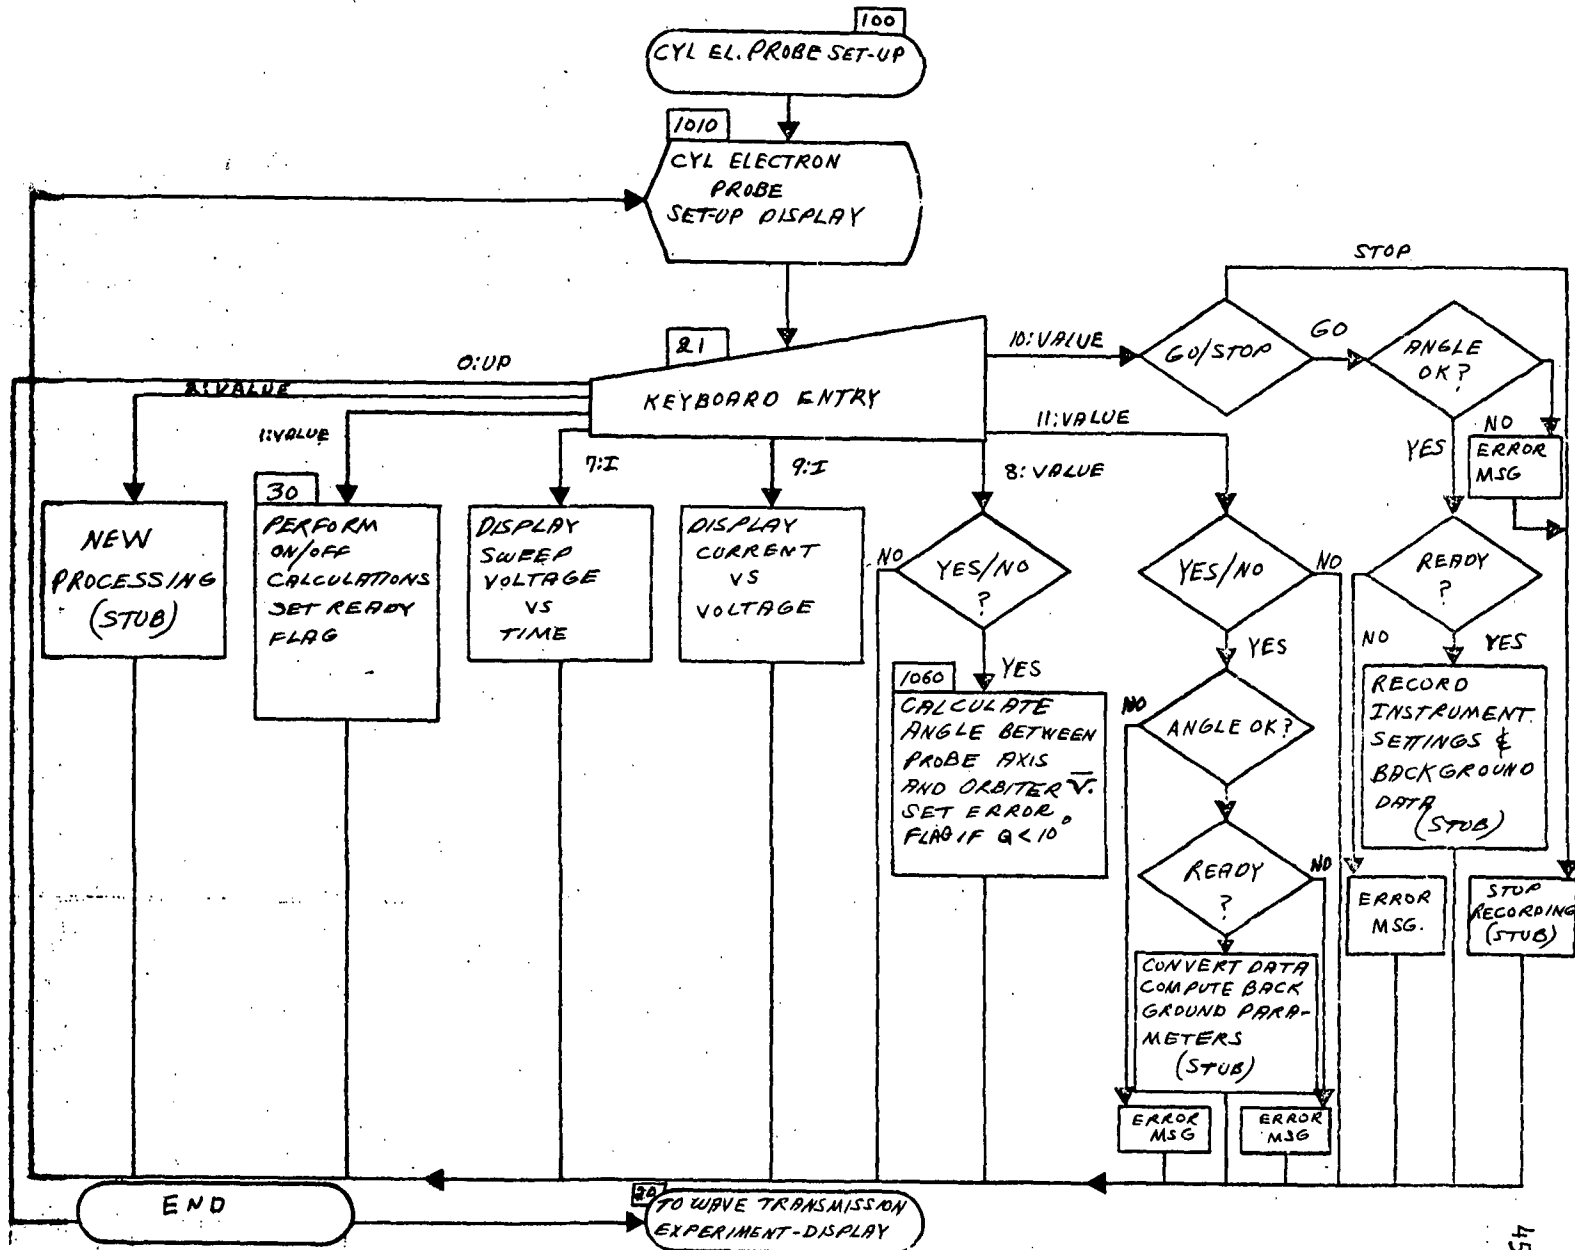 100
CYL EL. PROBE SET-UP
1010
CYL ELECTRON
PROBE
SET-UP DISPLAY
STOP
21
KEYBOARD ENTRY
0:UP
2:VALUE
1:VALUE
7:I
9:I
8:VALUE
10:VALUE
11:VALUE
GO/STOP
GO
ANGLE
OK?
NO
YES
ERROR
MSG
NEW
PROCESSING
(STUB)
30
PERFORM
ON/OFF
CALCULATIONS
SET READY
FLAG
DISPLAY
SWEEP
VOLTAGE
VS
TIME
DISPLAY
CURRENT
VS
VOLTAGE
NO
YES/NO
?
YES
YES/NO
NO
YES
READY
?
NO
YES
1060
CALCULATE
ANGLE BETWEEN
PROBE AXIS
AND ORBITER V̅.
SET ERROR
FLAG IF Q<10°
NO
ANGLE OK?
READY
?
NO
RECORD
INSTRUMENT
SETTINGS &
BACKGROUND
DATA
(STUB)
ERROR
MSG.
STOP
RECORDING
(STUB)
CONVERT DATA
COMPUTE BACK
GROUND PARA-
METERS
(STUB)
ERROR
MSG
ERROR
MSG
END
20
TO WAVE TRANSMISSION
EXPERIMENT-DISPLAY
45